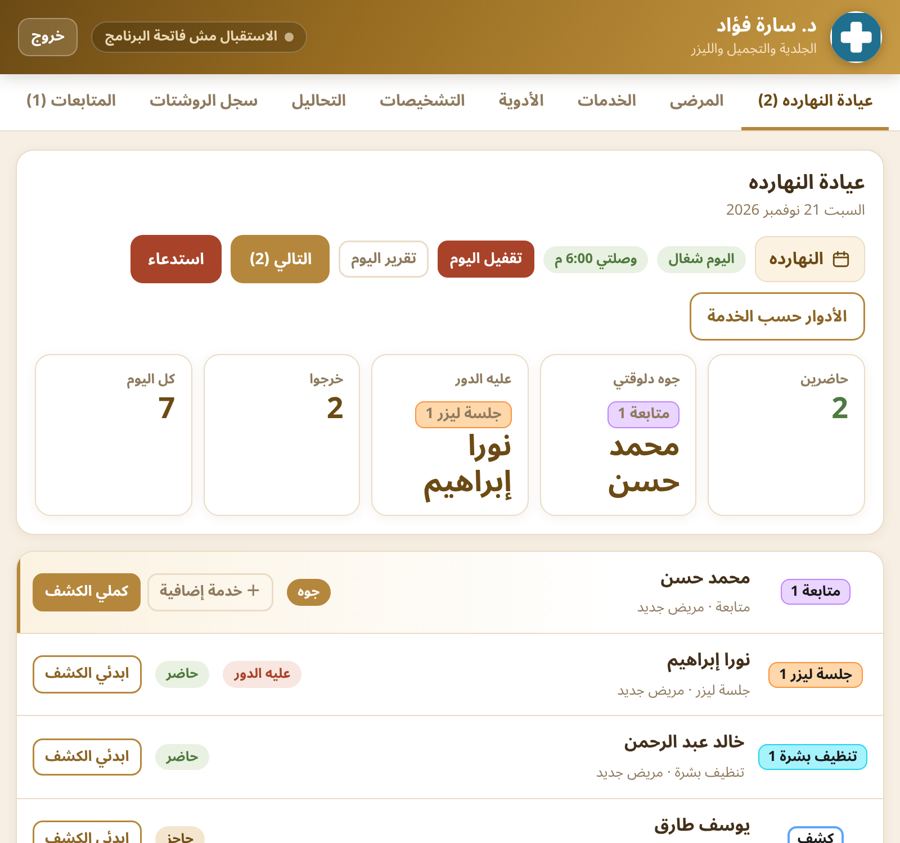 د. سارة فؤاد
الجلدية والتجميل والليزر
الاستقبال مش فاتحة البرنامج
خروج
عيادة النهارده (2)
المرضى
الخدمات
الأدوية
التشخيصات
التحاليل
سجل الروشتات
المتابعات (1)
عيادة النهارده
السبت 21 نوفمبر 2026
النهارده
اليوم شغال
وصلتي 6:00 م
تقفيل اليوم
تقرير اليوم
التالي (2)
استدعاء
الأدوار حسب الخدمة
حاضرين
2
جوه دلوقتي
متابعة 1
محمد
حسن
عليه الدور
جلسة ليزر 1
نورا
إبراهيم
خرجوا
2
كل اليوم
7
متابعة 1
محمد حسن
متابعة · مريض جديد
جوه
+ خدمة إضافية
كملي الكشف
جلسة ليزر 1
نورا إبراهيم
جلسة ليزر · مريض جديد
عليه الدور
حاضر
ابدئي الكشف
تنظيف بشرة 1
خالد عبد الرحمن
تنظيف بشرة · مريض جديد
حاضر
ابدئي الكشف
كشف
يوسف طارق
حاجز
ابدئي الكشف